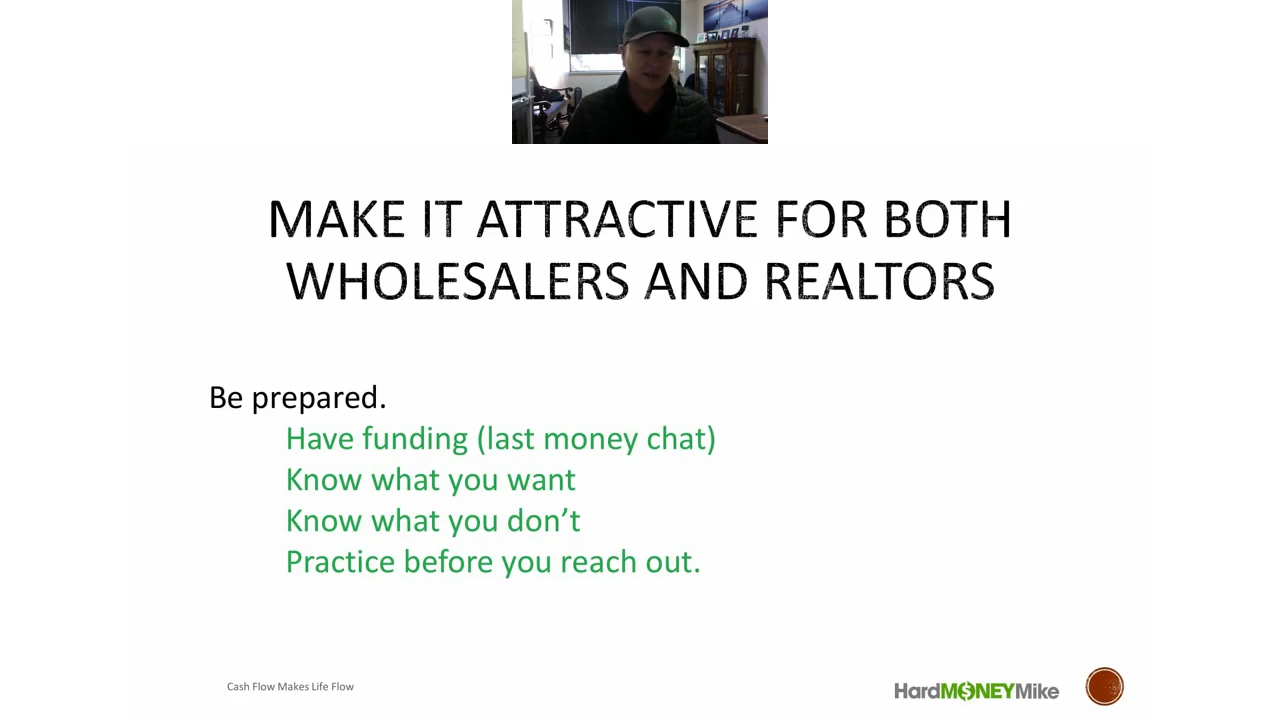 MAKE IT ATTRACTIVE FOR BOTH
WHOLESALERS AND REALTORS
Be prepared.
Have funding (last money chat)
Know what you want
Know what you don’t
Practice before you reach out.
Cash Flow Makes Life Flow
HardMONEYMike